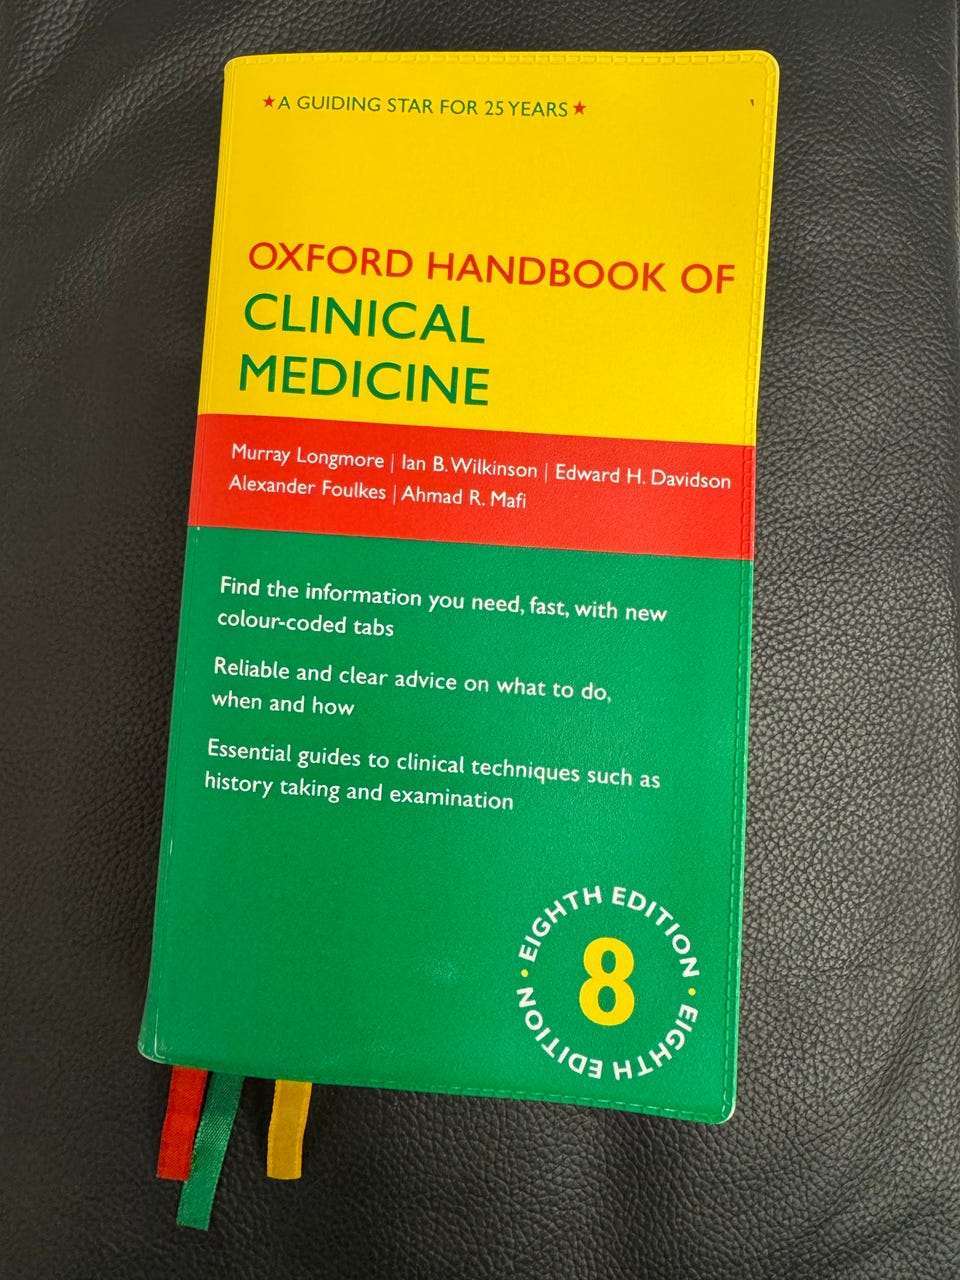 ★A GUIDING STAR FOR 25 YEARS★
OXFORD HANDBOOK OF
CLINICAL
MEDICINE
Murray Longmore | Ian B. Wilkinson | Edward H. Davidson
Alexander Foulkes | Ahmad R. Mafi
Find the information you need, fast, with new
colour-coded tabs
Reliable and clear advice on what to do,
when and how
Essential guides to clinical techniques such as
history taking and examination
· EIGHTH EDITION · EIGHTH EDITION
8